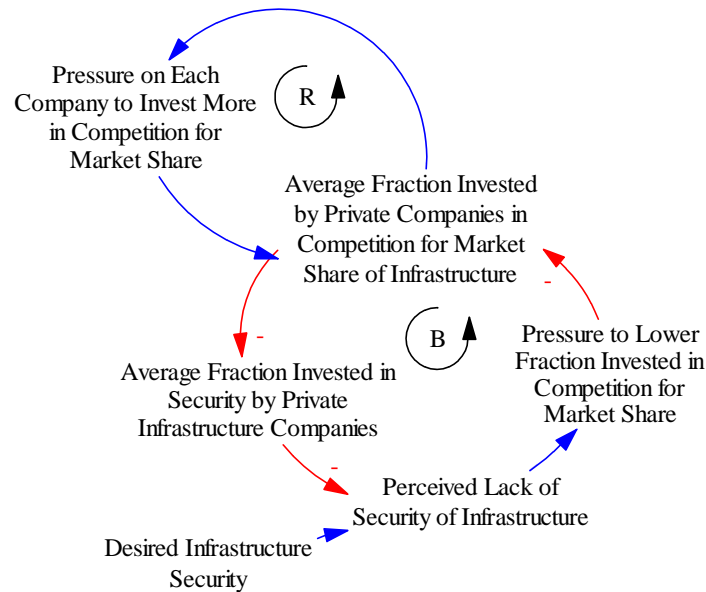 Pressure on Each
Company to Invest More
in Competition for
Market Share
R
Average Fraction Invested
by Private Companies in
Competition for Market
Share of Infrastructure
-
-
B
Pressure to Lower
Fraction Invested in
Competition for
Market Share
Average Fraction Invested in
Security by Private
Infrastructure Companies
-
Perceived Lack of
Security of Infrastructure
Desired Infrastructure
Security